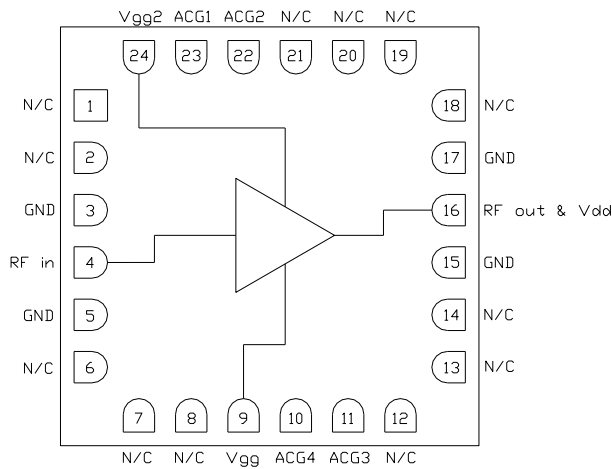 Vgg2 ACG1 ACG2 N/C N/C N/C
24 23 22 21 20 19
N/C 1 18 N/C
N/C 2 17 GND
GND 3 16 RF out & Vdd
RF in 4 15 GND
GND 5 14 N/C
N/C 6 13 N/C
7 8 9 10 11 12
N/C N/C Vgg ACG4 ACG3 N/C